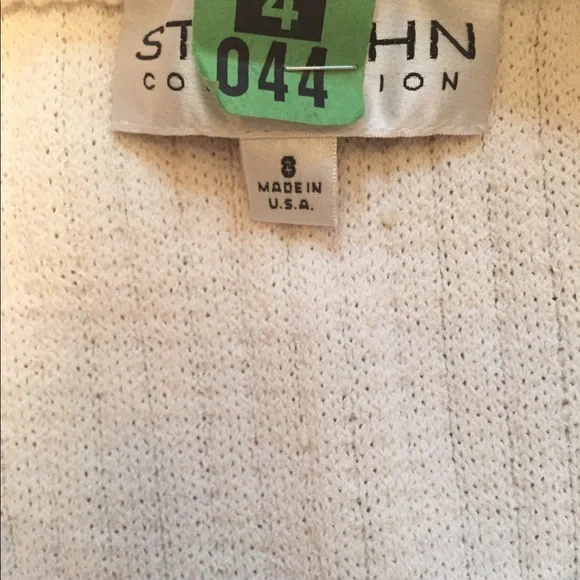 4
044
ST HN
CO ION
8
MADE IN
U.S.A.